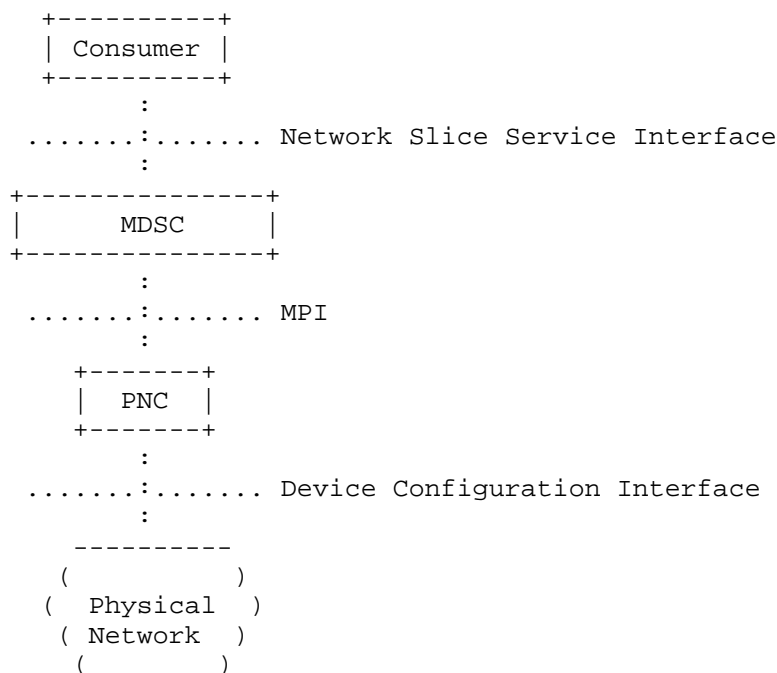 Consumer
Network Slice Service Interface
MDSC
MPI
PNC
Device Configuration Interface
Physical
Network